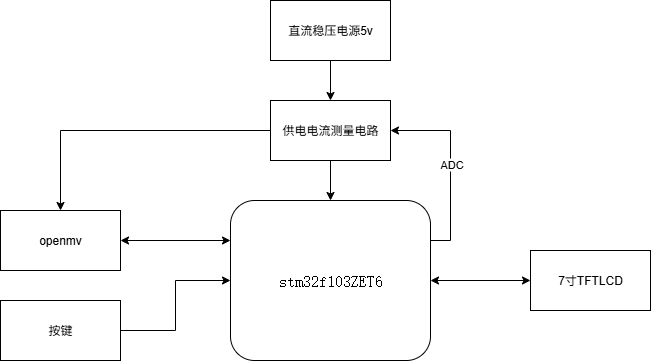 直流稳压电源5v
供电电流测量电路
ADC
openmv
stm32f103ZET6
7寸TFTLCD
按键